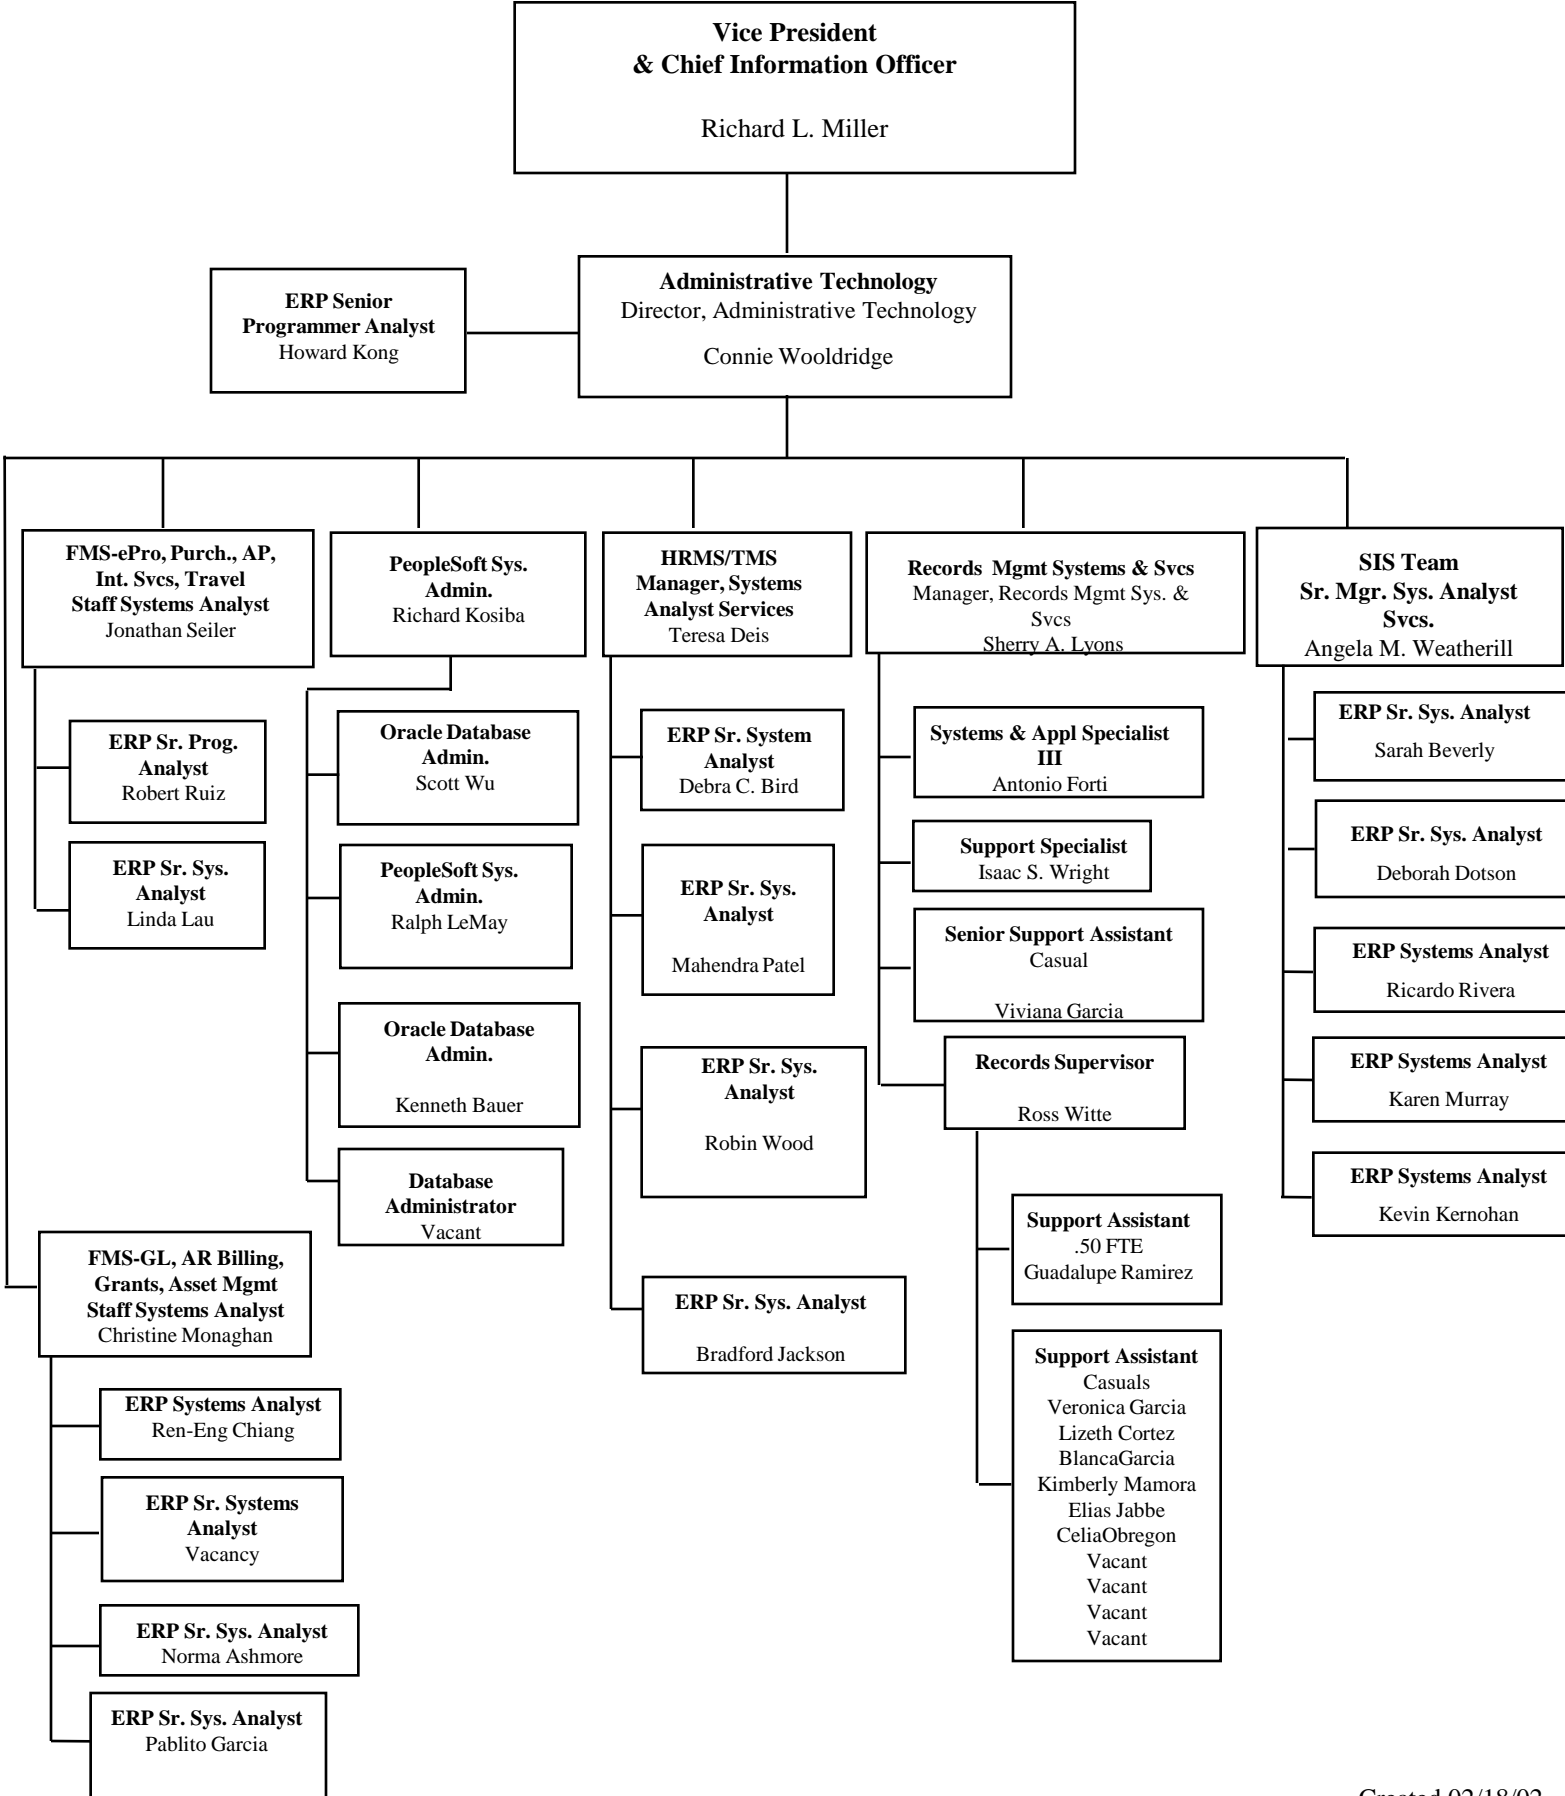 Vice President
& Chief Information Officer
Richard L. Miller
ERP Senior
Programmer Analyst
Howard Kong
Administrative Technology
Director, Administrative Technology
Connie Wooldridge
FMS-ePro, Purch., AP,
Int. Svcs, Travel
Staff Systems Analyst
Jonathan Seiler
ERP Sr. Prog.
Analyst
Robert Ruiz
ERP Sr. Sys.
Analyst
Linda Lau
PeopleSoft Sys.
Admin.
Richard Kosiba
Oracle Database
Admin.
Scott Wu
PeopleSoft Sys.
Admin.
Ralph LeMay
Oracle Database
Admin.
Kenneth Bauer
Database
Administrator
Vacant
HRMS/TMS
Manager, Systems
Analyst Services
Teresa Deis
ERP Sr. System
Analyst
Debra C. Bird
ERP Sr. Sys.
Analyst
Mahendra Patel
ERP Sr. Sys.
Analyst
Robin Wood
ERP Sr. Sys. Analyst
Bradford Jackson
Records Mgmt Systems & Svcs
Manager, Records Mgmt Sys. &
Svcs
Sherry A. Lyons
Systems & Appl Specialist
III
Antonio Forti
Support Specialist
Isaac S. Wright
Senior Support Assistant
Casual
Viviana Garcia
Records Supervisor
Ross Witte
Support Assistant
.50 FTE
Guadalupe Ramirez
Support Assistant
Casuals
Veronica Garcia
Lizeth Cortez
BlancaGarcia
Kimberly Mamora
Elias Jabbe
CeliaObregon
Vacant
Vacant
Vacant
Vacant
SIS Team
Sr. Mgr. Sys. Analyst
Svcs.
Angela M. Weatherill
ERP Sr. Sys. Analyst
Sarah Beverly
ERP Sr. Sys. Analyst
Deborah Dotson
ERP Systems Analyst
Ricardo Rivera
ERP Systems Analyst
Karen Murray
ERP Systems Analyst
Kevin Kernohan
FMS-GL, AR Billing,
Grants, Asset Mgmt
Staff Systems Analyst
Christine Monaghan
ERP Systems Analyst
Ren-Eng Chiang
ERP Sr. Systems
Analyst
Vacancy
ERP Sr. Sys. Analyst
Norma Ashmore
ERP Sr. Sys. Analyst
Pablito Garcia
Created 02/18/02